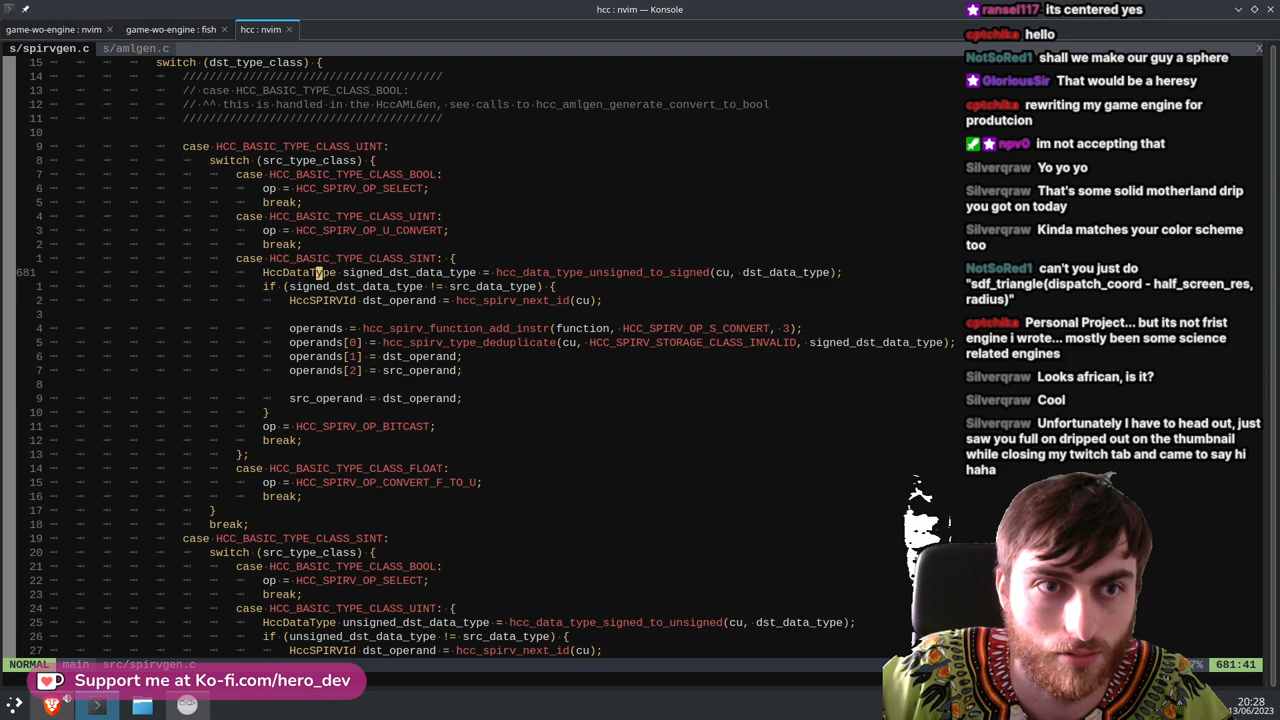 hcc : nvim — Konsole
game-wo-engine : nvim
game-wo-engine : fish
hcc : nvim
s/spirvgen.c
s/amlgen.c
X
15 switch (dst_type_class) {
14 ///////////////////////////////////////
13 // case HCC_BASIC_TYPE_CLASS_BOOL:
12 // ^^ this is handled in the HccAMLGen, see calls to hcc_amlgen_generate_convert_to_bool
11 ///////////////////////////////////////
10
9 case HCC_BASIC_TYPE_CLASS_UINT:
8 switch (src_type_class) {
7 case HCC_BASIC_TYPE_CLASS_BOOL:
6 op = HCC_SPIRV_OP_SELECT;
5 break;
4 case HCC_BASIC_TYPE_CLASS_UINT:
3 op = HCC_SPIRV_OP_U_CONVERT;
2 break;
1 case HCC_BASIC_TYPE_CLASS_SINT: {
681 HccDataType signed_dst_data_type = hcc_data_type_unsigned_to_signed(cu, dst_data_type);
1 if (signed_dst_data_type != src_data_type) {
2 HccSPIRVId dst_operand = hcc_spirv_next_id(cu);
3
4 operands = hcc_spirv_function_add_instr(function, HCC_SPIRV_OP_S_CONVERT, 3);
5 operands[0] = hcc_spirv_type_deduplicate(cu, HCC_SPIRV_STORAGE_CLASS_INVALID, signed_dst_data_type);
6 operands[1] = dst_operand;
7 operands[2] = src_operand;
8
9 src_operand = dst_operand;
10 }
11 op = HCC_SPIRV_OP_BITCAST;
12 break;
13 };
14 case HCC_BASIC_TYPE_CLASS_FLOAT:
15 op = HCC_SPIRV_OP_CONVERT_F_TO_U;
16 break;
17 }
18 break;
19 case HCC_BASIC_TYPE_CLASS_SINT:
20 switch (src_type_class) {
21 case HCC_BASIC_TYPE_CLASS_BOOL:
22 op = HCC_SPIRV_OP_SELECT;
23 break;
24 case HCC_BASIC_TYPE_CLASS_UINT: {
25 HccDataType unsigned_dst_data_type = hcc_data_type_signed_to_unsigned(cu, dst_data_type);
26 if (unsigned_dst_data_type != src_data_type) {
27 HccSPIRVId dst_operand = hcc_spirv_next_id(cu);
NORMAL main src/spirvgen.c 7% 681:41
Support me at Ko-fi.com/hero_dev
ransel117 its centered yes
cptchika hello
NotSoRed1 shall we make our guy a sphere
GloriousSir That would be a heresy
cptchika rewriting my game engine for
produtcion
npv0 im not accepting that
Silverqraw Yo yo yo
Silverqraw That's some solid motherland drip
you got on today
Silverqraw Kinda matches your color scheme
too
NotSoRed1 can't you just do
"sdf_triangle(dispatch_coord - half_screen_res,
radius)"
cptchika Personal Project... but its not frist
engine i wrote... mostly been some science
related engines
Silverqraw Looks african, is it?
Silverqraw Cool
Silverqraw Unfortunately I have to head out, just
saw you full on dripped out on the thumbnail
while closing my twitch tab and came to say hi
haha
20:28
13/06/2023